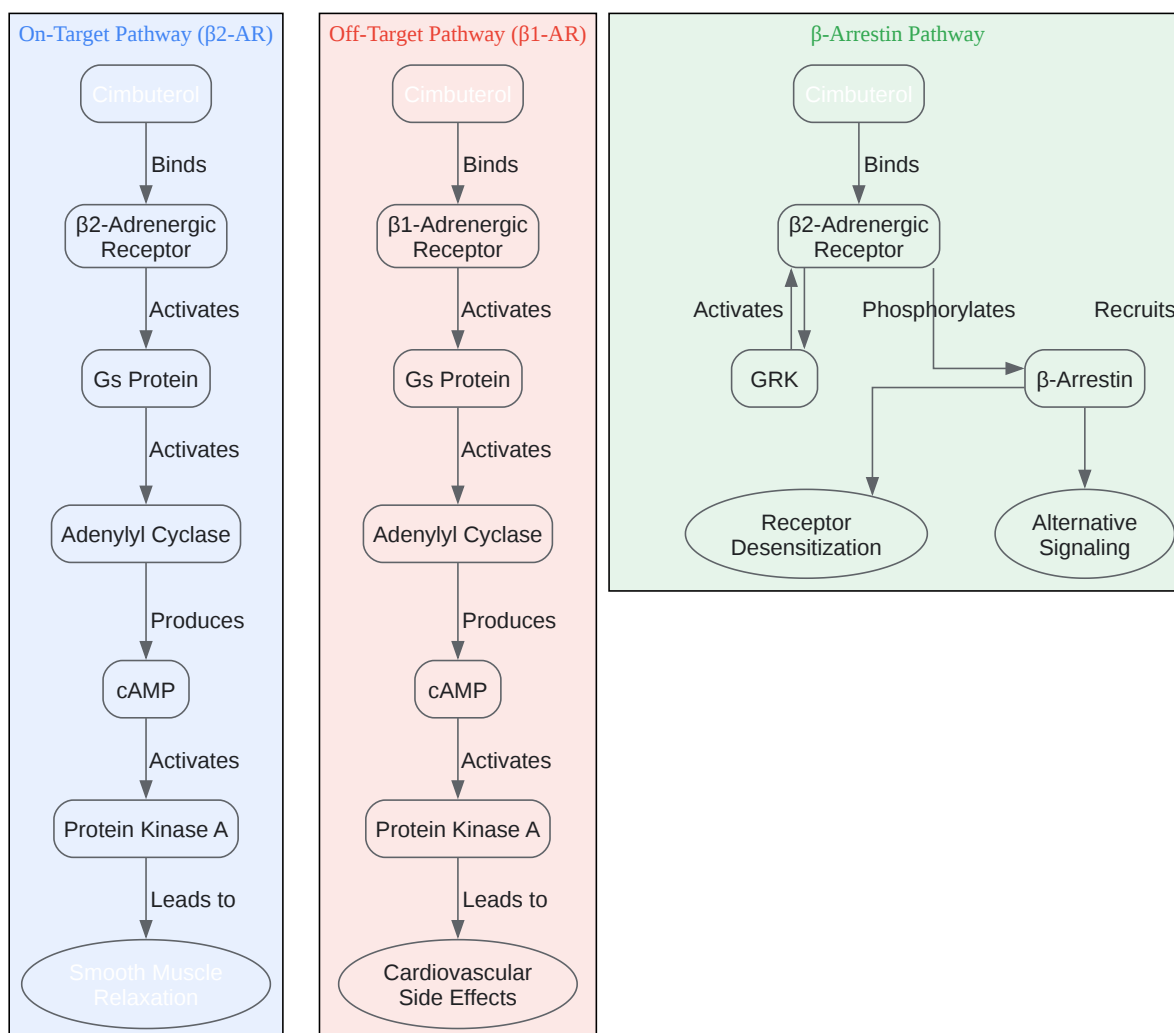 On-Target Pathway (β2-AR)
Cimbuterol
Binds
β2-Adrenergic
Receptor
Activates
Gs Protein
Activates
Adenylyl Cyclase
Produces
cAMP
Activates
Protein Kinase A
Leads to
Smooth Muscle
Relaxation
Off-Target Pathway (β1-AR)
Cimbuterol
Binds
β1-Adrenergic
Receptor
Activates
Gs Protein
Activates
Adenylyl Cyclase
Produces
cAMP
Activates
Protein Kinase A
Leads to
Cardiovascular
Side Effects
β-Arrestin Pathway
Cimbuterol
Binds
β2-Adrenergic
Receptor
Activates
Phosphorylates
Recruits
GRK
β-Arrestin
Receptor
Desensitization
Alternative
Signaling